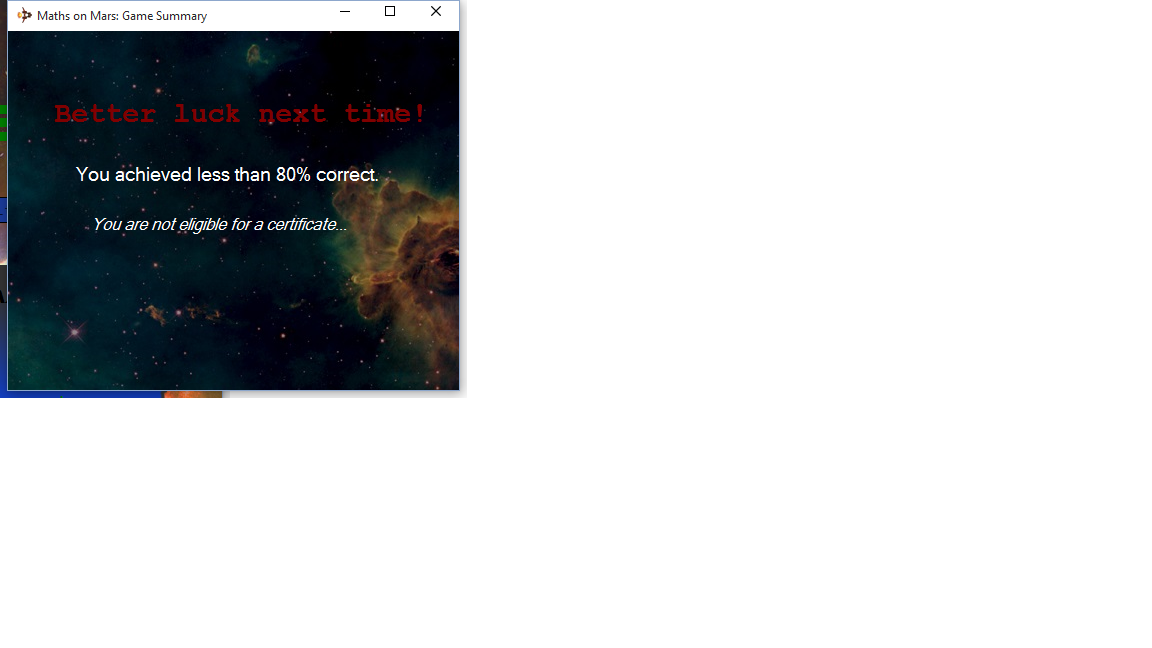 Maths on Mars: Game Summary
Better luck next time!
You achieved less than 80% correct.
You are not eligible for a certificate...